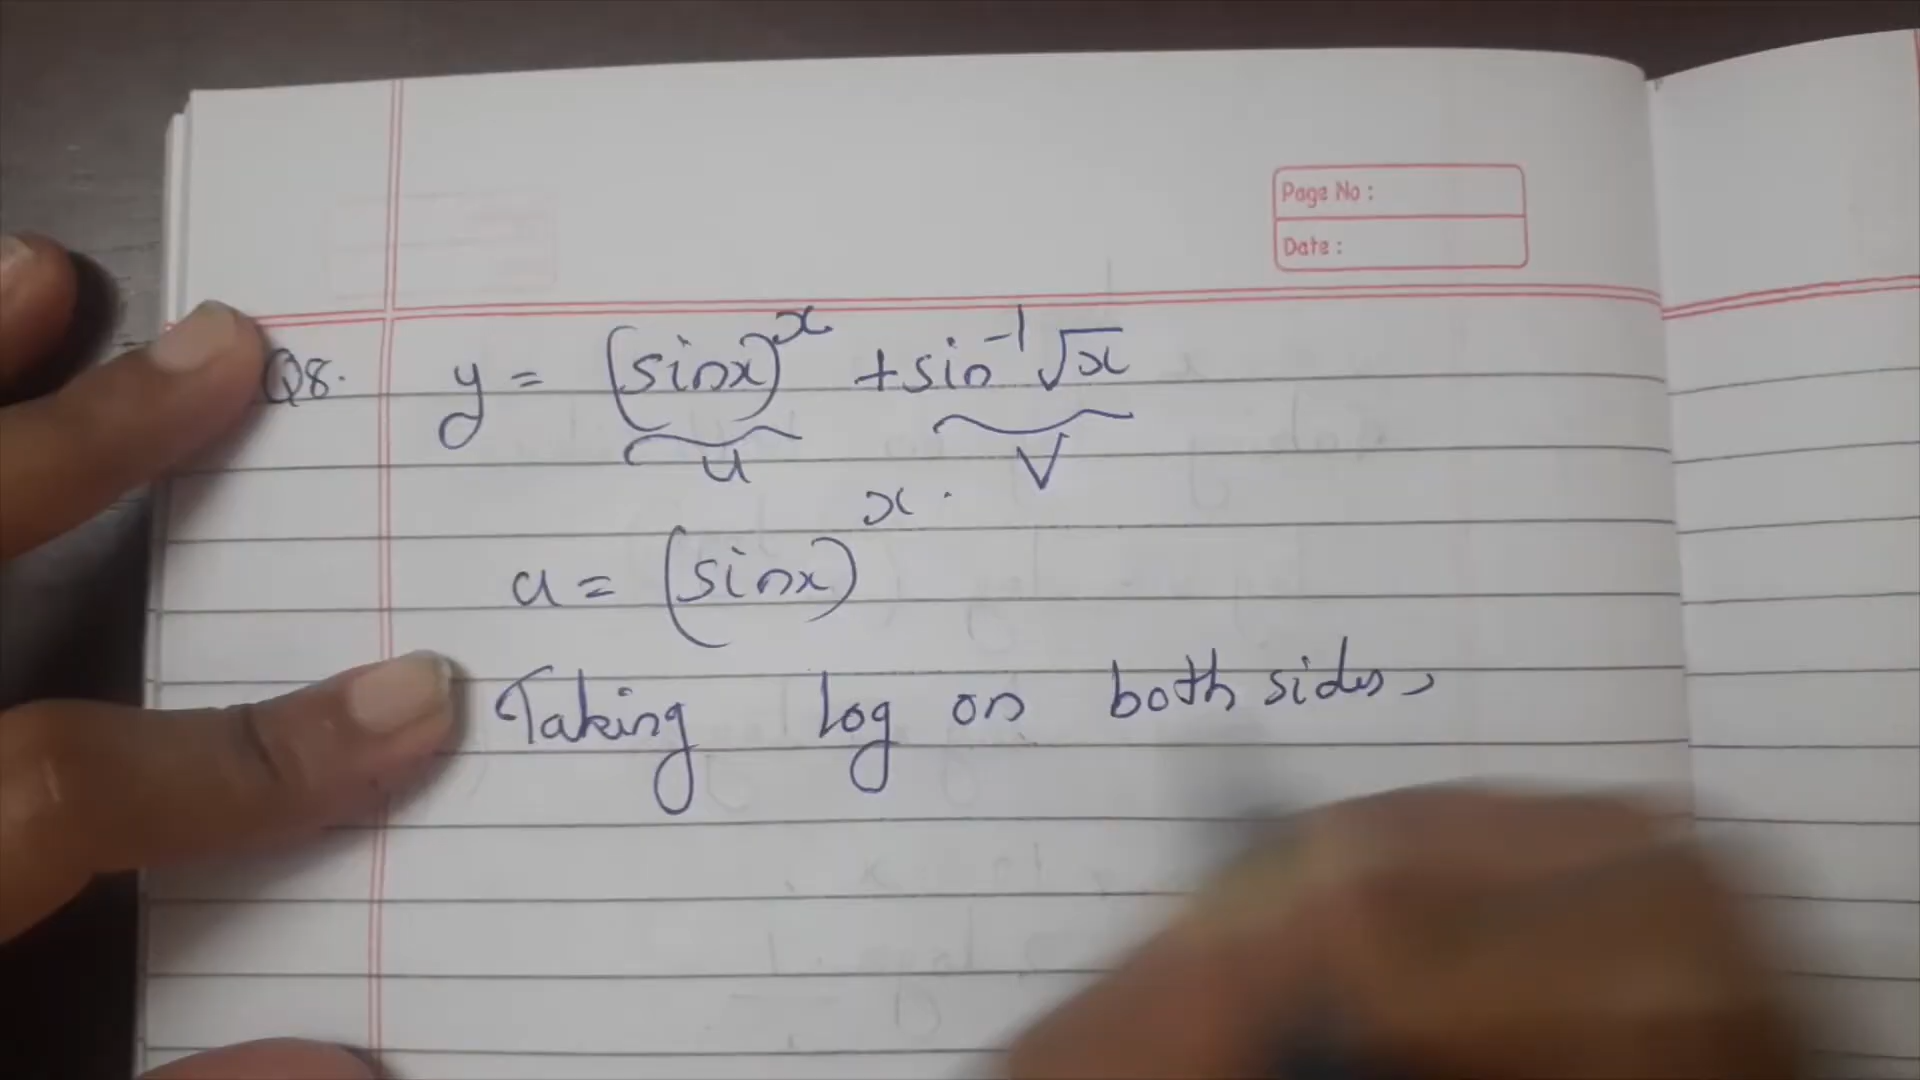 Page No :
Date :
Q8. y = (sinx)^x + sin^-1 √x
u V
u = (sinx)^x .
Taking log on both sides,